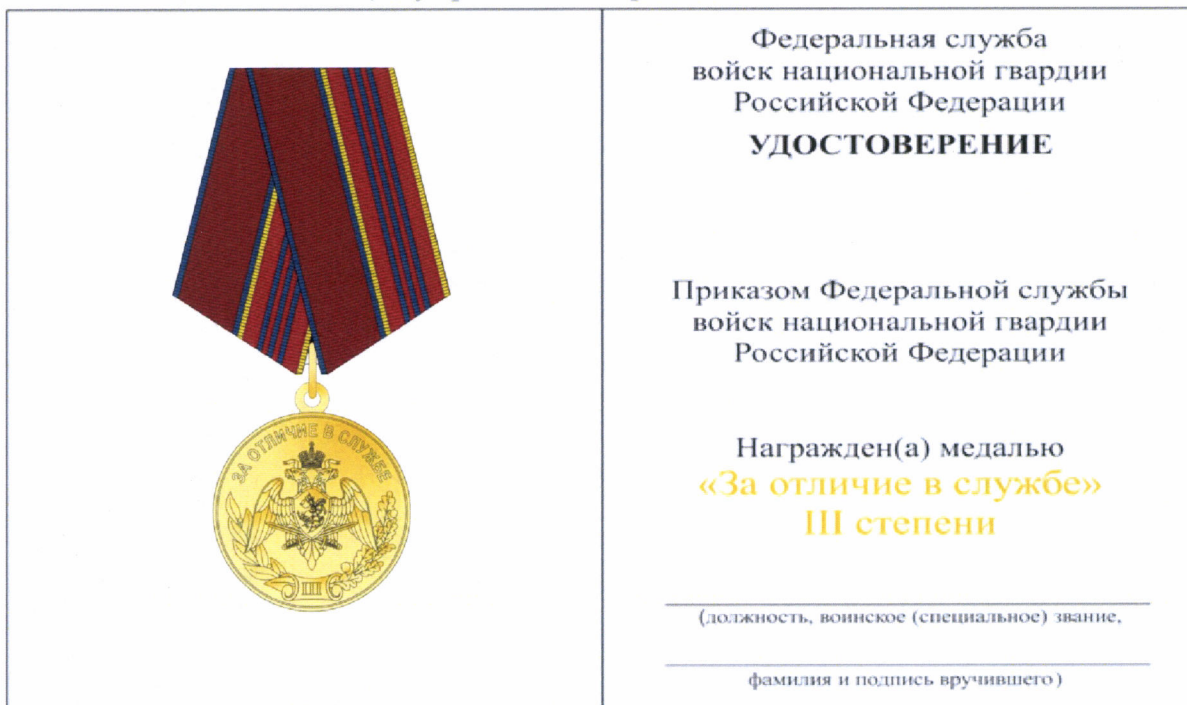 ЗА ОТЛИЧИЕ В СЛУЖБЕ
III
Федеральная служба
войск национальной гвардии
Российской Федерации
УДОСТОВЕРЕНИЕ
Приказом Федеральной службы
войск национальной гвардии
Российской Федерации
Награжден(а) медалью
«За отличие в службе»
III степени
(должность, воинское (специальное) звание,
фамилия и подпись вручившего)